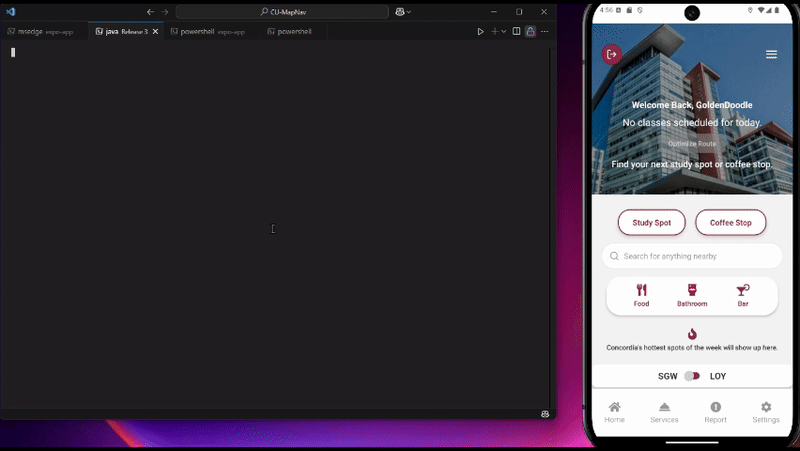 CU-MapNav
msedge expo-app
java Release 3
powershell expo-app
powershell
4:56
Welcome Back, GoldenDoodle
No classes scheduled for today.
Optimize Route
Find your next study spot or coffee stop.
Study Spot
Coffee Stop
Search for anything nearby
Food
Bathroom
Bar
Concordia's hottest spots of the week will show up here.
SGW
LOY
Home
Services
Report
Settings